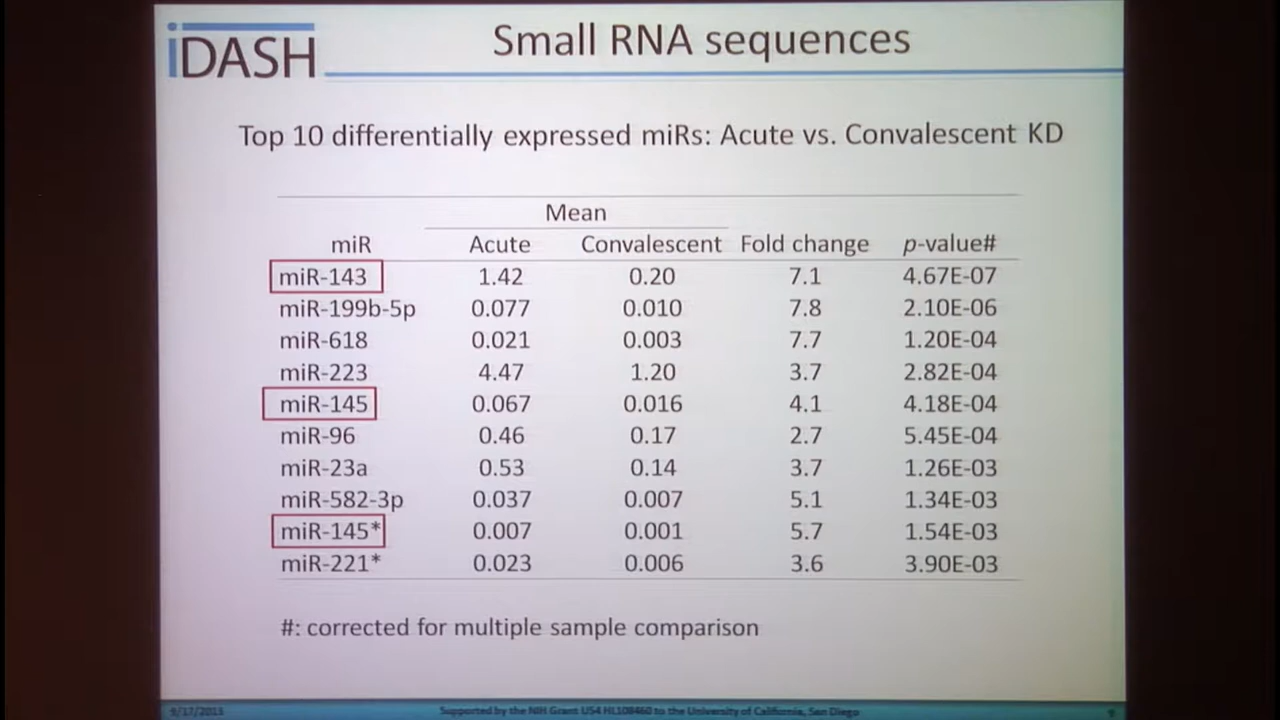 iDASH
Small RNA sequences
Top 10 differentially expressed miRs: Acute vs. Convalescent KD
Mean
miR Acute Convalescent Fold change p-value#
miR-143 1.42 0.20 7.1 4.67E-07
miR-199b-5p 0.077 0.010 7.8 2.10E-06
miR-618 0.021 0.003 7.7 1.20E-04
miR-223 4.47 1.20 3.7 2.82E-04
miR-145 0.067 0.016 4.1 4.18E-04
miR-96 0.46 0.17 2.7 5.45E-04
miR-23a 0.53 0.14 3.7 1.26E-03
miR-582-3p 0.037 0.007 5.1 1.34E-03
miR-145* 0.007 0.001 5.7 1.54E-03
miR-221* 0.023 0.006 3.6 3.90E-03
#: corrected for multiple sample comparison
9/17/2013 Supported by the NIH Grant U54 HL108460 to the University of California, San Diego